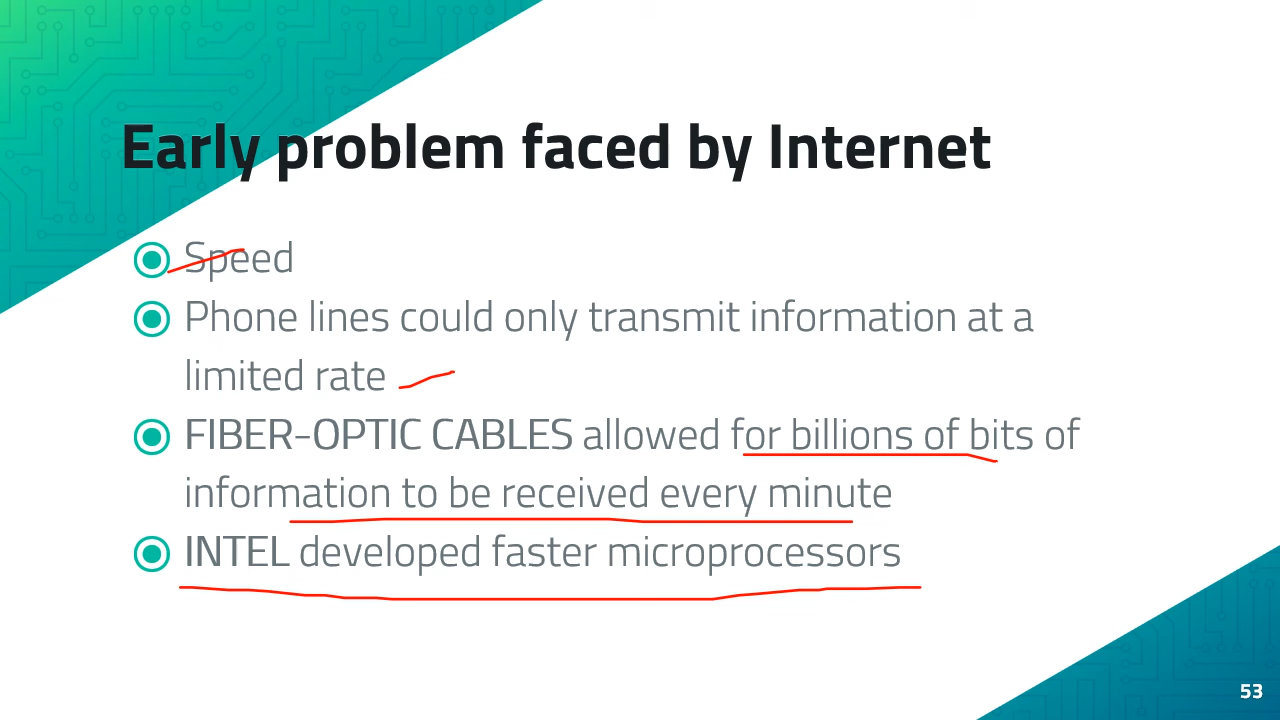 Early problem faced by Internet
Speed
Phone lines could only transmit information at a
limited rate
FIBER-OPTIC CABLES allowed for billions of bits of
information to be received every minute
INTEL developed faster microprocessors
53